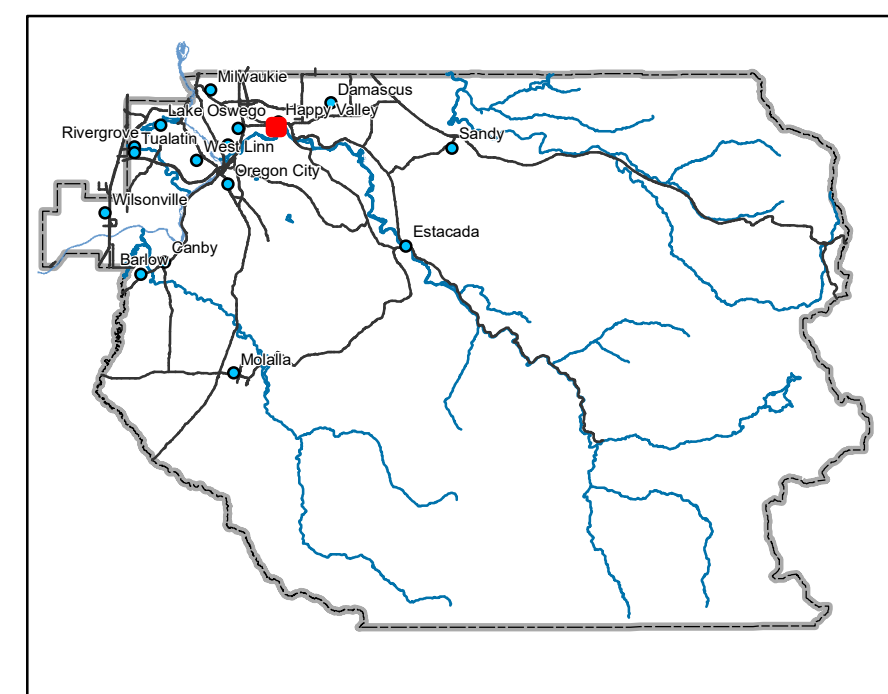 Milwaukie
Damascus
Lake Oswego
Happy Valley
Rivergrove
Tualatin
Sandy
West Linn
Oregon City
Wilsonville
Estacada
Canby
Barlow
Molalla